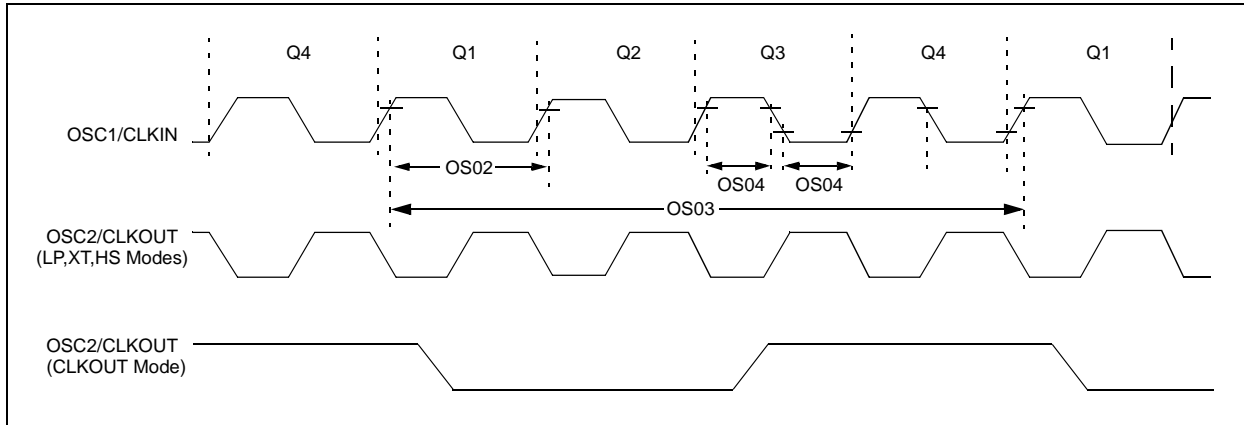 Q4 Q1 Q2 Q3 Q4 Q1
OSC1/CLKIN
OS02
OS04 OS04
OS03
OSC2/CLKOUT
(LP,XT,HS Modes)
OSC2/CLKOUT
(CLKOUT Mode)